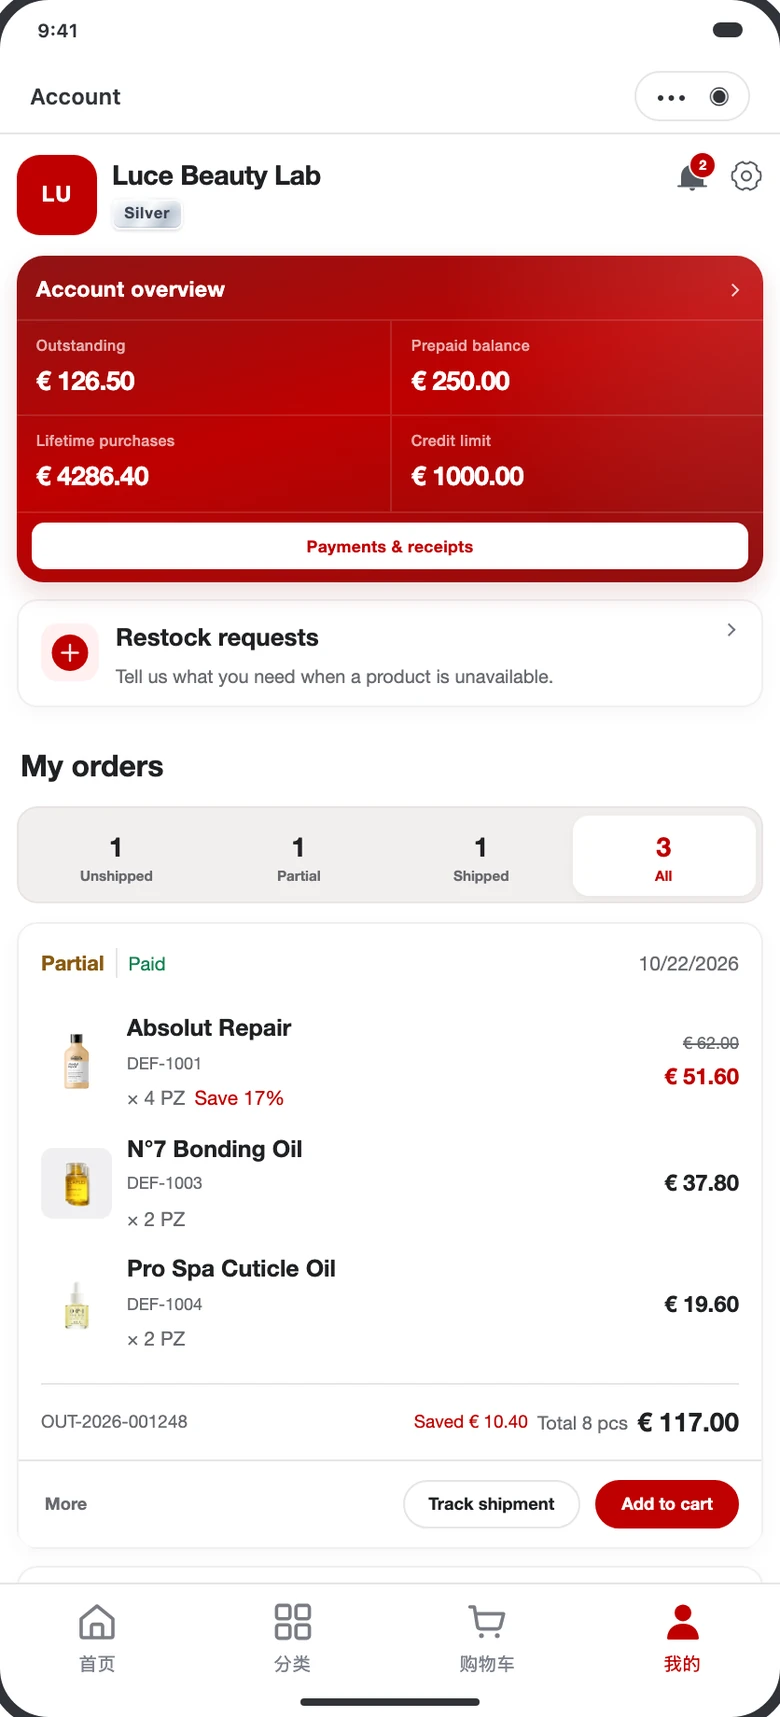 9:41
Account
LU
Luce Beauty Lab
2
Silver
Account overview
Outstanding
€ 126.50
Prepaid balance
€ 250.00
Lifetime purchases
€ 4286.40
Credit limit
€ 1000.00
Payments & receipts
Restock requests
Tell us what you need when a product is unavailable.
My orders
1
Unshipped
1
Partial
1
Shipped
3
All
Partial
Paid
10/22/2026
Absolut Repair
DEF-1001
× 4 PZ Save 17%
€ 62.00
€ 51.60
N°7 Bonding Oil
DEF-1003
× 2 PZ
€ 37.80
Pro Spa Cuticle Oil
DEF-1004
× 2 PZ
€ 19.60
OUT-2026-001248
Saved € 10.40 Total 8 pcs € 117.00
More
Track shipment
Add to cart
首页
分类
购物车
我的